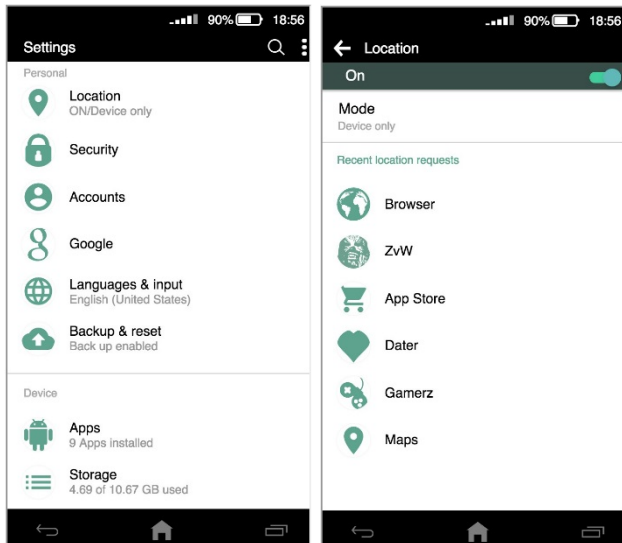 90% 18:56
Settings
Personal
Location
ON/Device only
Security
Accounts
Google
Languages & input
English (United States)
Backup & reset
Back up enabled
Device
Apps
9 Apps installed
Storage
4.69 of 10.67 GB used
90% 18:56
Location
On
Mode
Device only
Recent location requests
Browser
ZvW
App Store
Dater
Gamerz
Maps